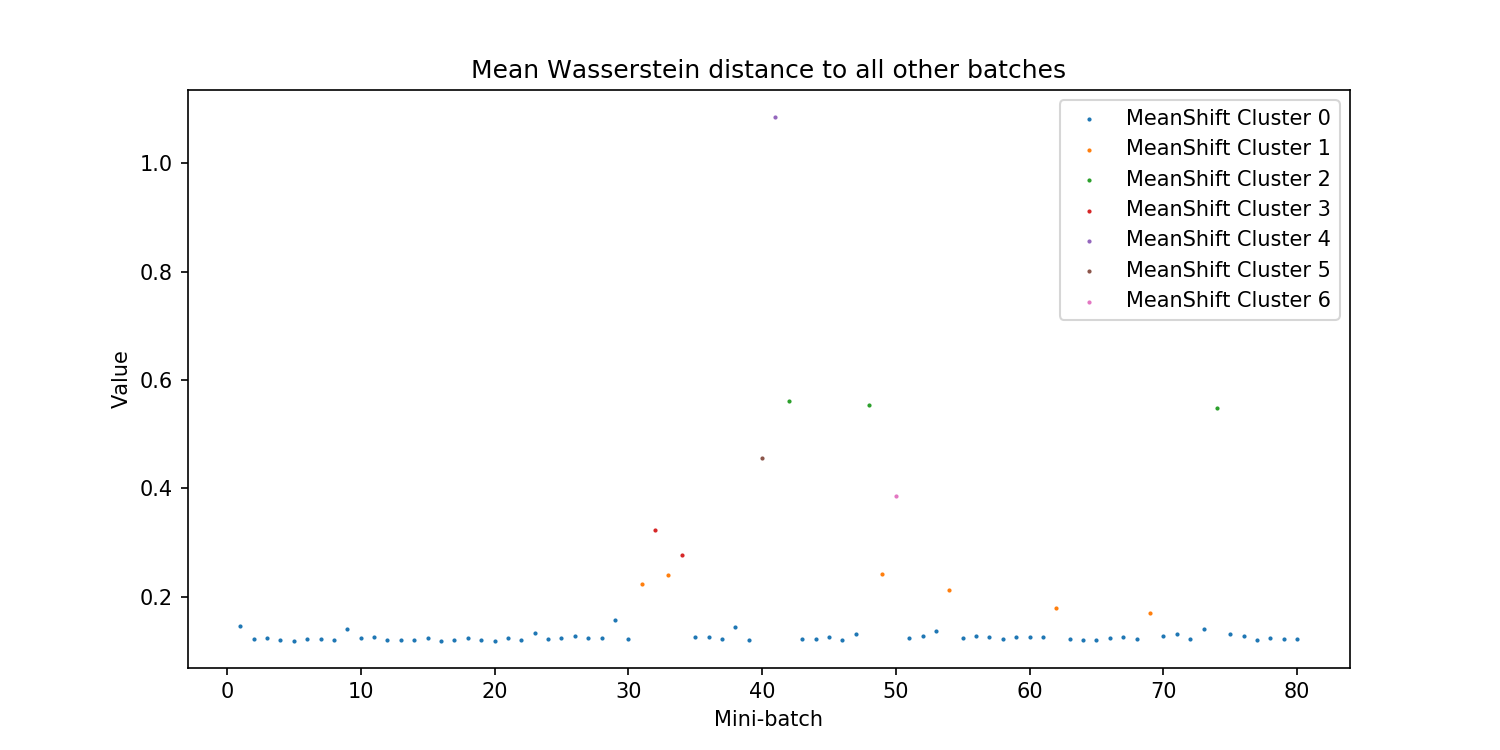 Mean Wasserstein distance to all other batches
MeanShift Cluster 0
MeanShift Cluster 1
MeanShift Cluster 2
MeanShift Cluster 3
MeanShift Cluster 4
MeanShift Cluster 5
MeanShift Cluster 6
1.0
0.8
0.6
0.4
0.2
Value
0 10 20 30 40 50 60 70 80
Mini-batch